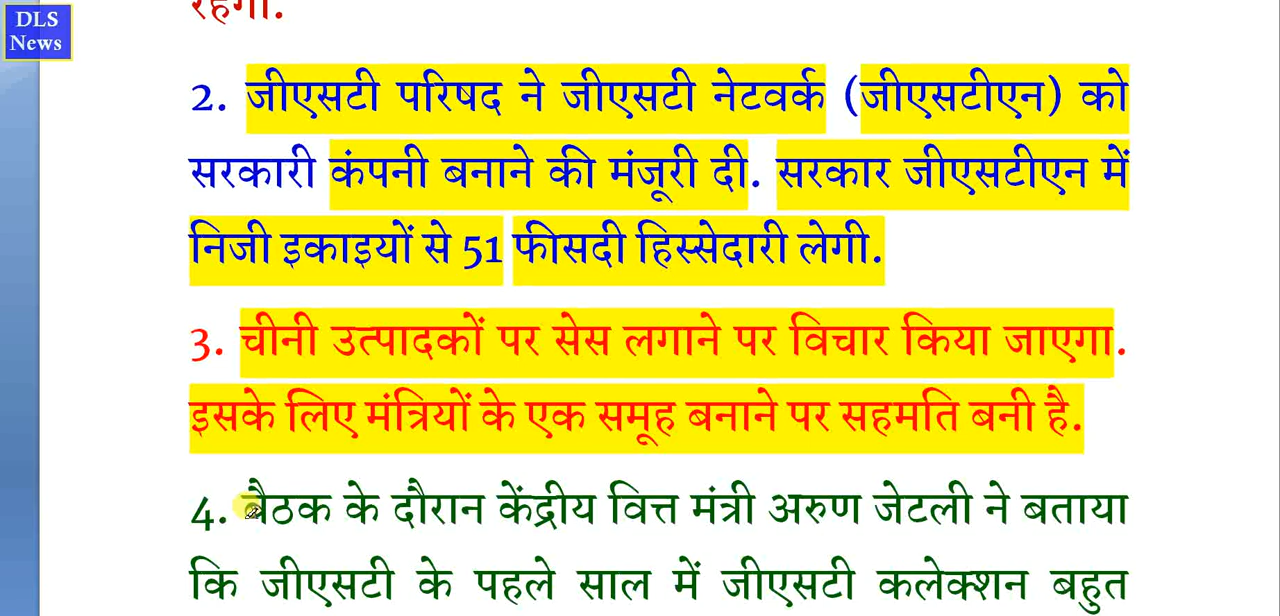 DLS
News
रहेगी.
2. जीएसटी परिषद ने जीएसटी नेटवर्क (जीएसटीएन) को
सरकारी कंपनी बनाने की मंजूरी दी. सरकार जीएसटीएन में
निजी इकाइयों से 51 फीसदी हिस्सेदारी लेगी.
3. चीनी उत्पादकों पर सेस लगाने पर विचार किया जाएगा.
इसके लिए मंत्रियों के एक समूह बनाने पर सहमति बनी है.
4. बैठक के दौरान केंद्रीय वित्त मंत्री अरुण जेटली ने बताया
कि जीएसटी के पहले साल में जीएसटी कलेक्शन बहुत